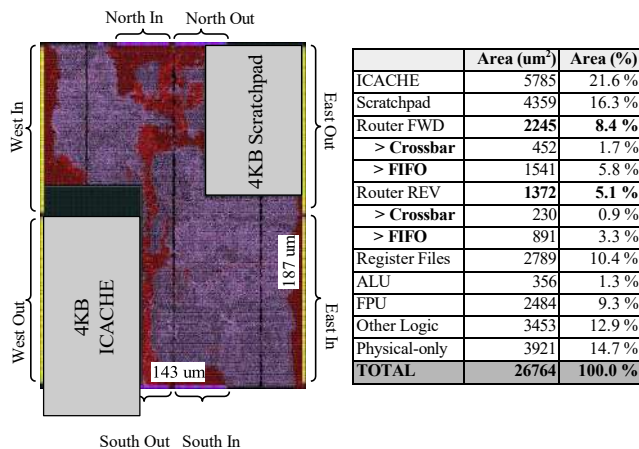 North In North Out
West In
East Out
4KB Scratchpad
187 um
4KB
ICACHE
West Out
East In
143 um
South Out South In
Area (um²) Area (%)
ICACHE 5785 21.6 %
Scratchpad 4359 16.3 %
Router FWD 2245 8.4 %
> Crossbar 452 1.7 %
> FIFO 1541 5.8 %
Router REV 1372 5.1 %
> Crossbar 230 0.9 %
> FIFO 891 3.3 %
Register Files 2789 10.4 %
ALU 356 1.3 %
FPU 2484 9.3 %
Other Logic 3453 12.9 %
Physical-only 3921 14.7 %
TOTAL 26764 100.0 %